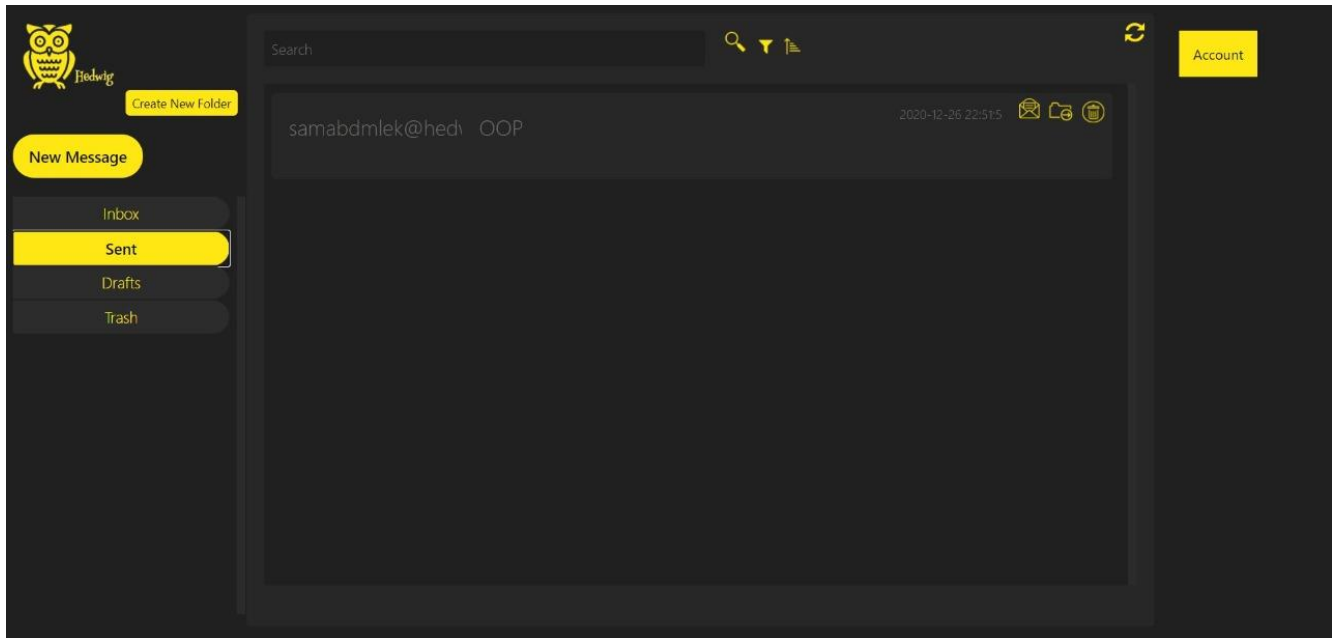 Hedwig
Create New Folder
New Message
Inbox
Sent
Drafts
Trash
Search
samabdmlek@hed OOP
2020-12-26 22:51:5
Account